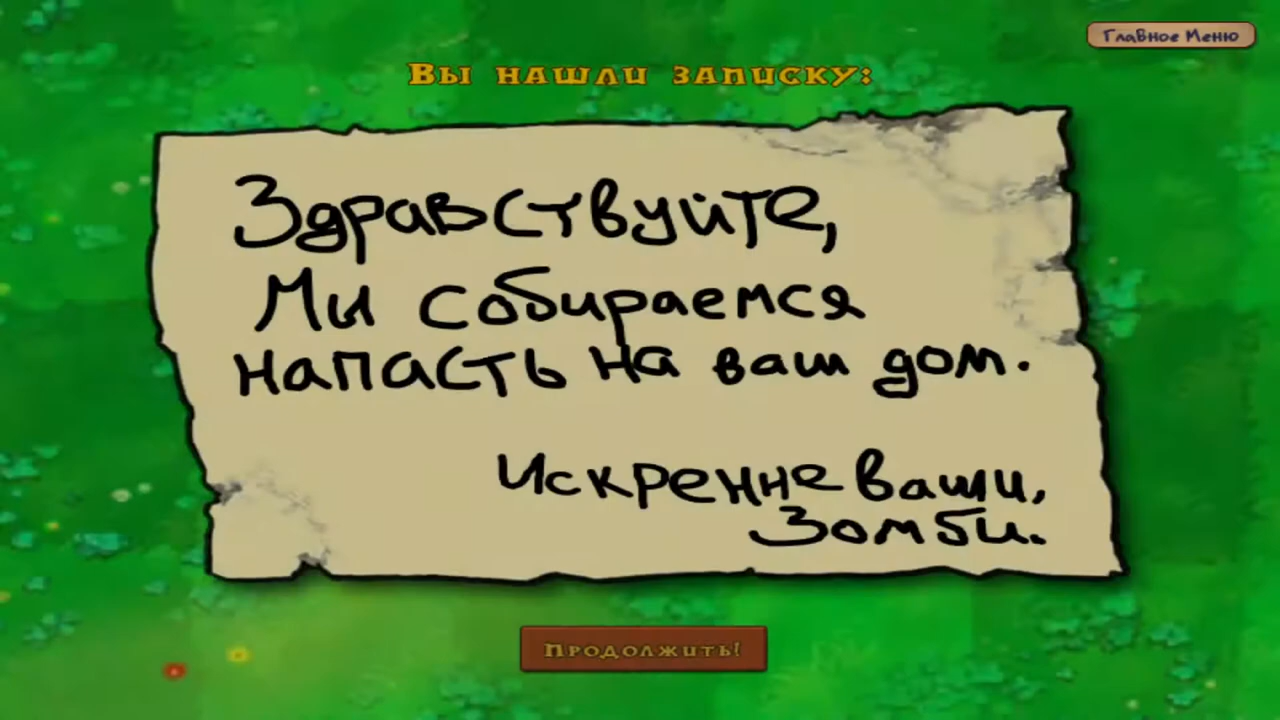 Главное Меню
Вы нашли записку:
Здравствуйте,
Мы собираемся
напасть на ваш дом.
Искренне ваши,
Зомби.
Продолжить!